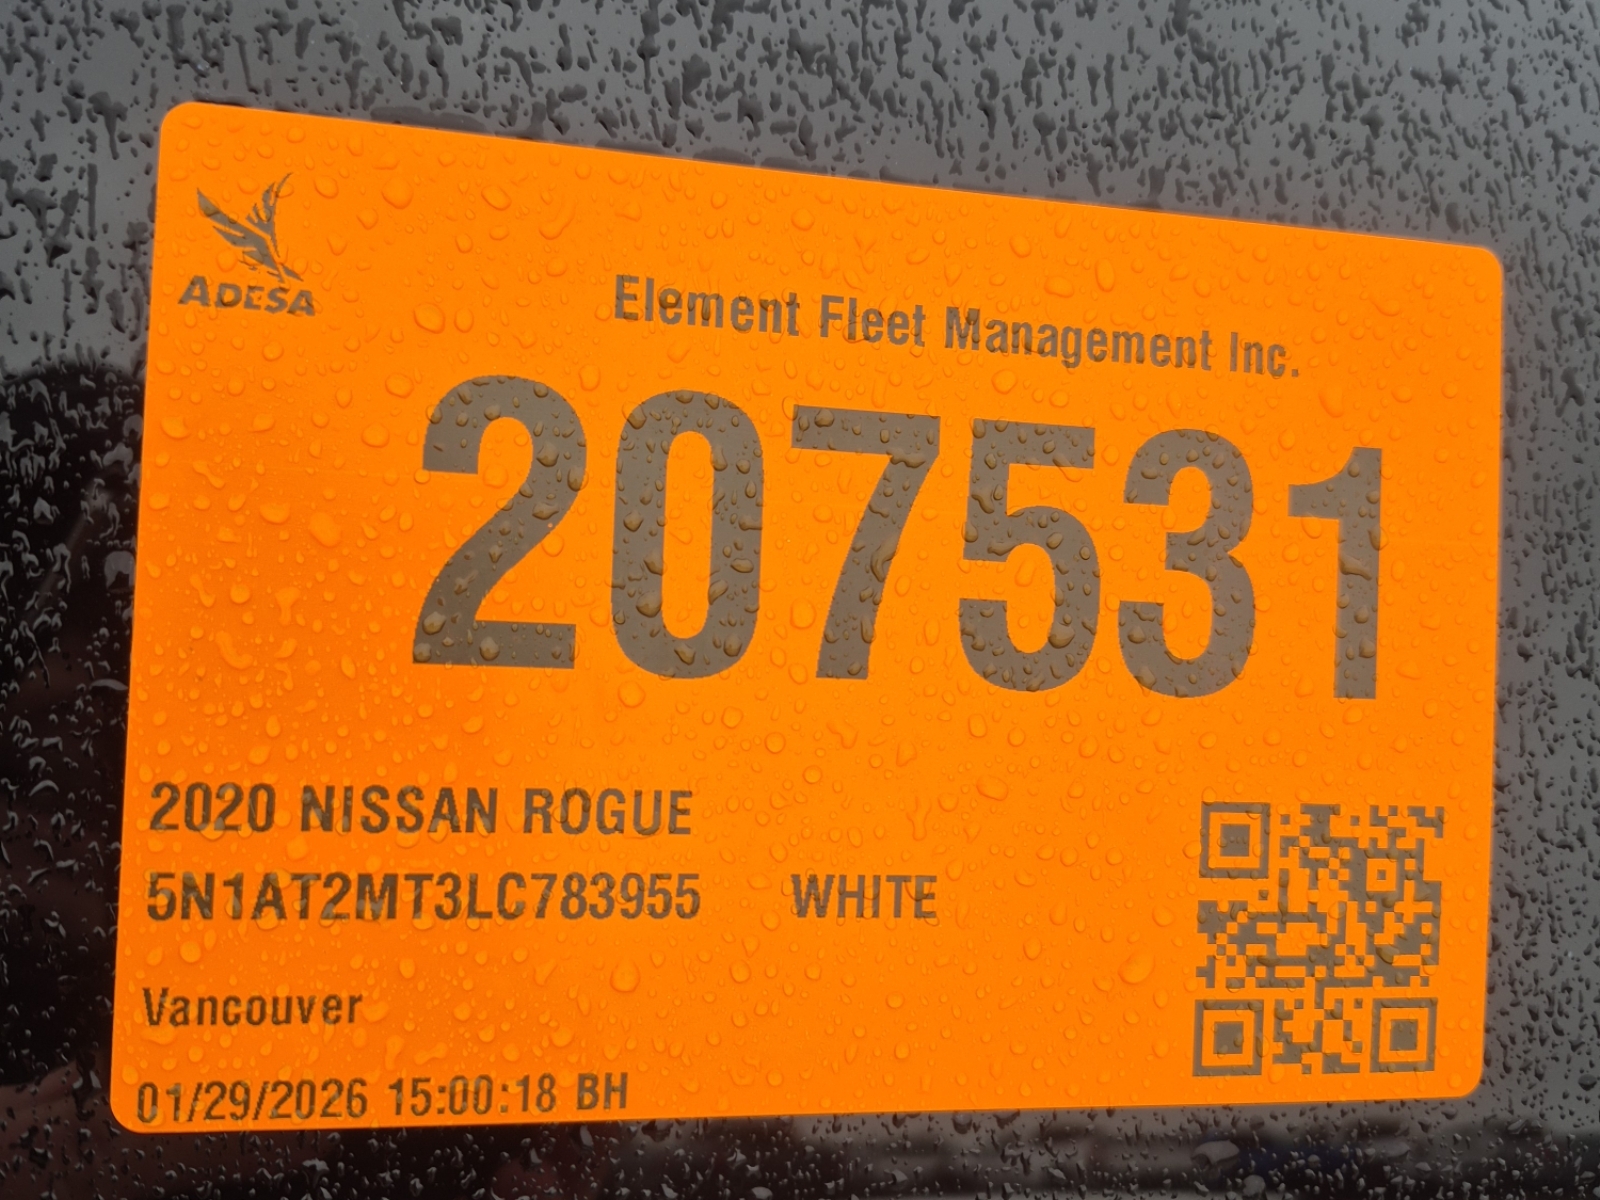 ADESA
Element Fleet Management Inc.
207531
2020 NISSAN ROGUE
5N1AT2MT3LC783955 WHITE
Vancouver
01/29/2026 15:00:18 BH